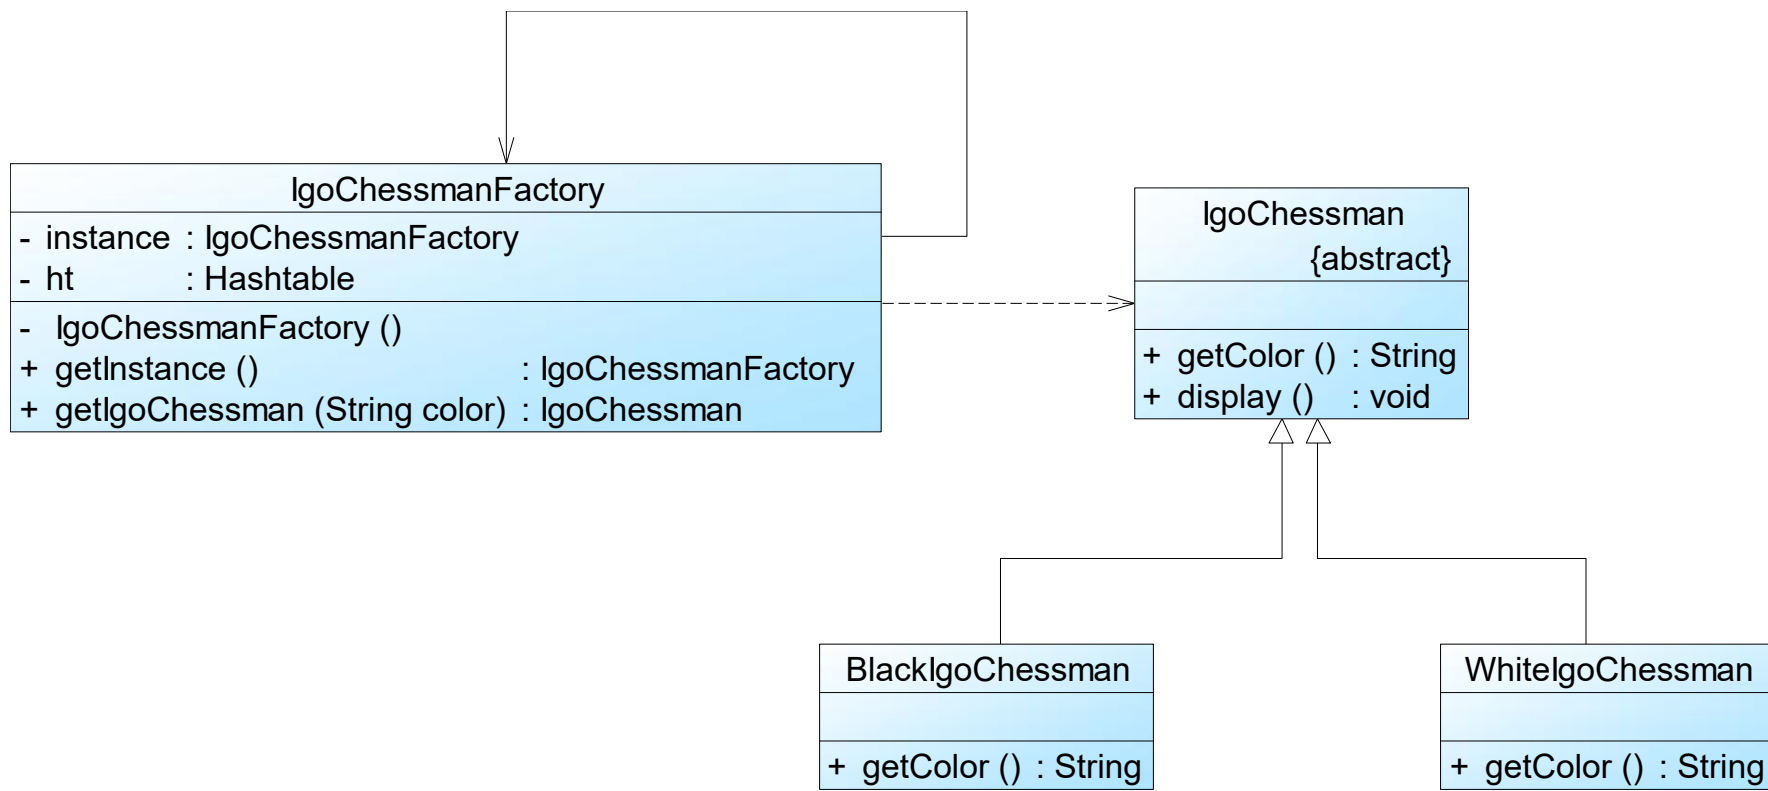 IgoChessmanFactory
- instance : IgoChessmanFactory
- ht : Hashtable
- IgoChessmanFactory ()
+ getInstance () : IgoChessmanFactory
+ getIgoChessman (String color) : IgoChessman
IgoChessman
{abstract}
+ getColor () : String
+ display () : void
BlackIgoChessman
+ getColor () : String
WhiteIgoChessman
+ getColor () : String